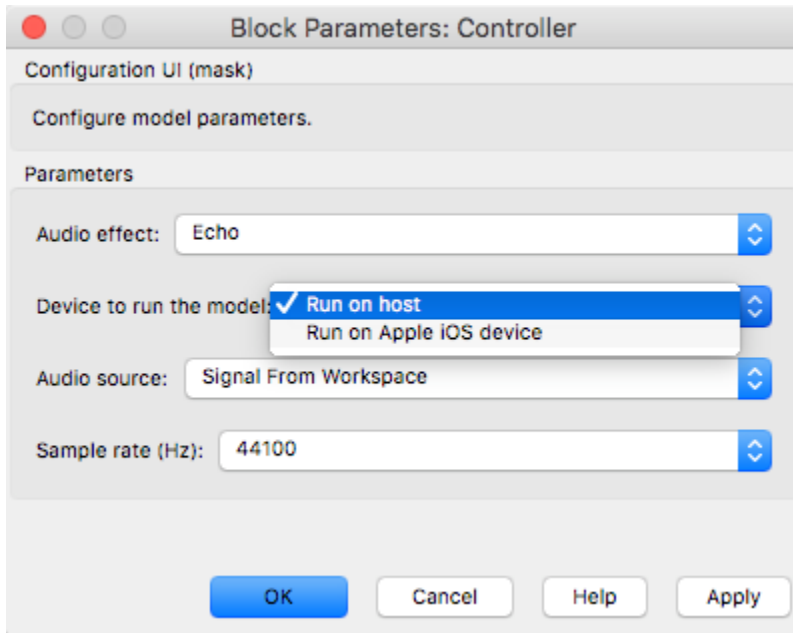 Block Parameters: Controller
Configuration UI (mask)
Configure model parameters.
Parameters
Audio effect: Echo
Device to run the model: Run on host
Run on Apple iOS device
Audio source: Signal From Workspace
Sample rate (Hz): 44100
OK Cancel Help Apply